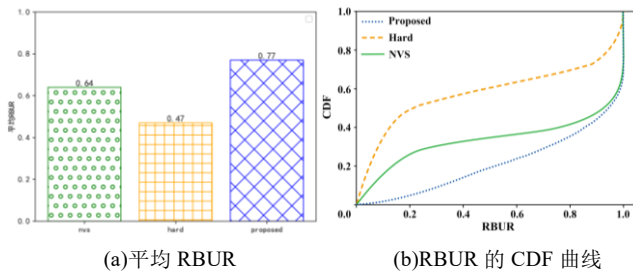 1.0
0.8
0.6
0.4
0.2
0.0
平均RBUR
0.64
0.47
0.77
nvs
hard
proposed
(a)平均 RBUR
1.0
0.8
0.6
0.4
0.2
0.0
CDF
Proposed
Hard
NVS
0.2
0.4
0.6
0.8
1.0
RBUR
(b)RBUR 的 CDF 曲线